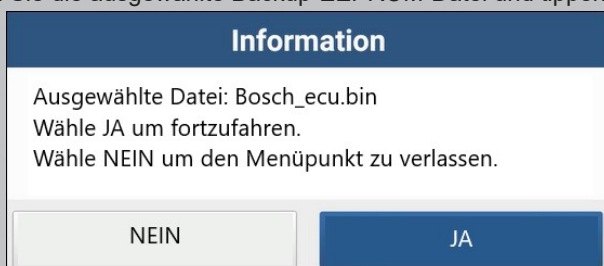 Information
Ausgewählte Datei: Bosch_ecu.bin
Wähle JA um fortzufahren.
Wähle NEIN um den Menüpunkt zu verlassen.
NEIN
JA